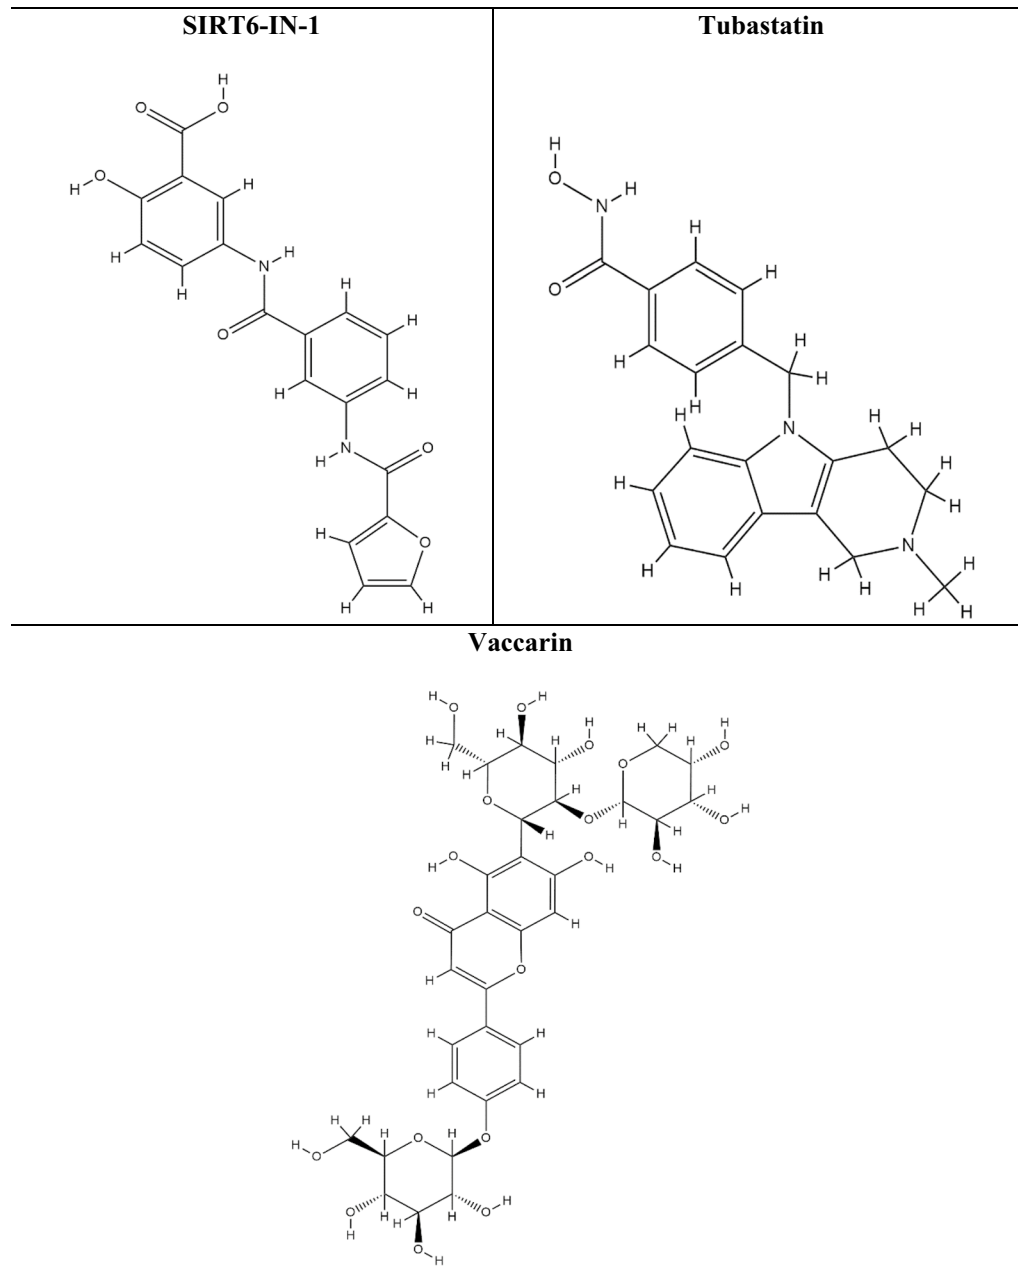 SIRT6-IN-1
H
O O
H O H
H N H
H
O H H
H H
H N O
H O
H H
Tubastatin
H
O N H
H
H
O
H H H
H H
H N H H
H H
H
H N H
H H H
H H
Vaccarin
H O O H
H H H O H H H O H
H O O H
O H O H O H
H H O H
H O O H O H
O H
H O
H H
H H
H H
H O O H H O
O H H H O H
H O H